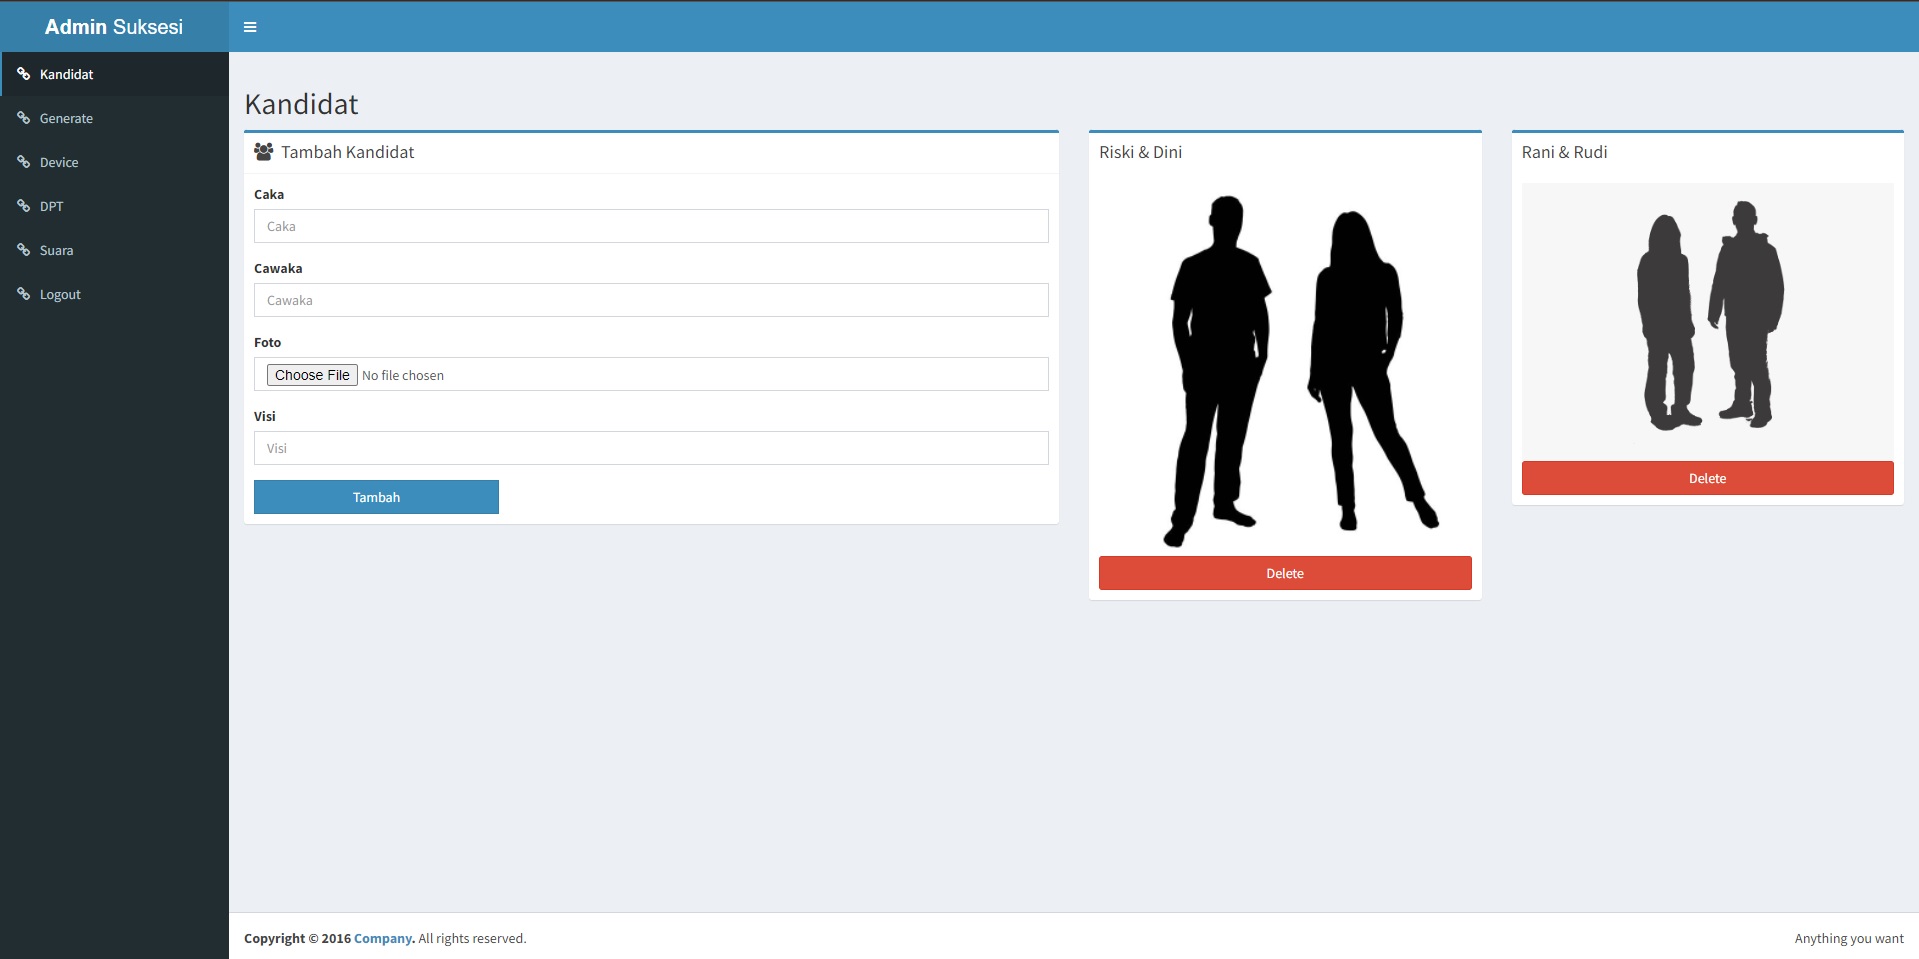 Admin Suksesi
Kandidat
Generate
Device
DPT
Suara
Logout
Kandidat
Tambah Kandidat
Caka
Caka
Cawaka
Cawaka
Foto
Choose File No file chosen
Visi
Visi
Tambah
Riski & Dini
Delete
Rani & Rudi
Delete
Copyright © 2016 Company. All rights reserved.
Anything you want